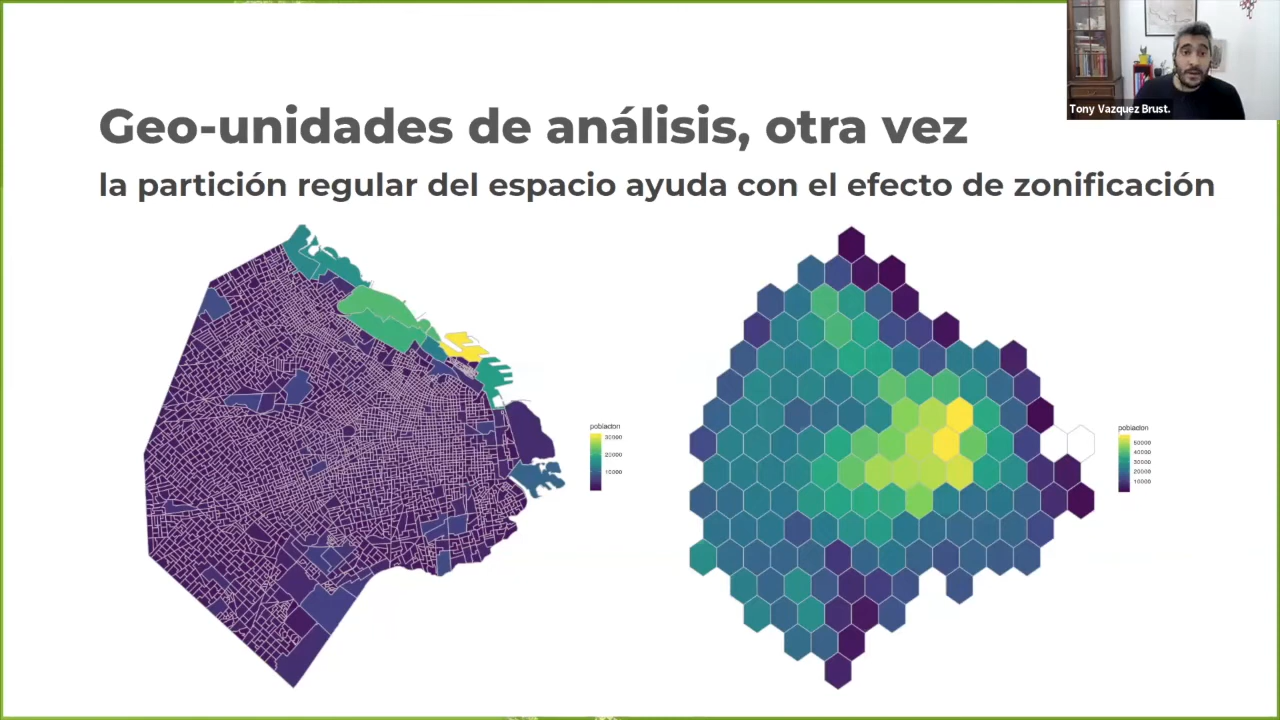 Tony Vazquez Brust.
Geo-unidades de análisis, otra vez
la partición regular del espacio ayuda con el efecto de zonificación
poblacion
30000
20000
10000
poblacion
50000
40000
30000
20000
10000